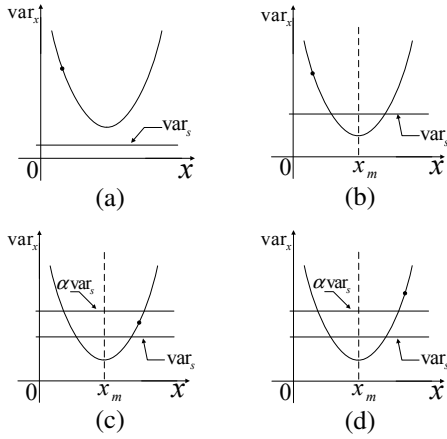 var_x var_x
var_s
var_s
0 x 0 x_m x
(a) (b)
var_x var_x
αvar_s αvar_s
var_s var_s
0 x_m x 0 x_m x
(c) (d)